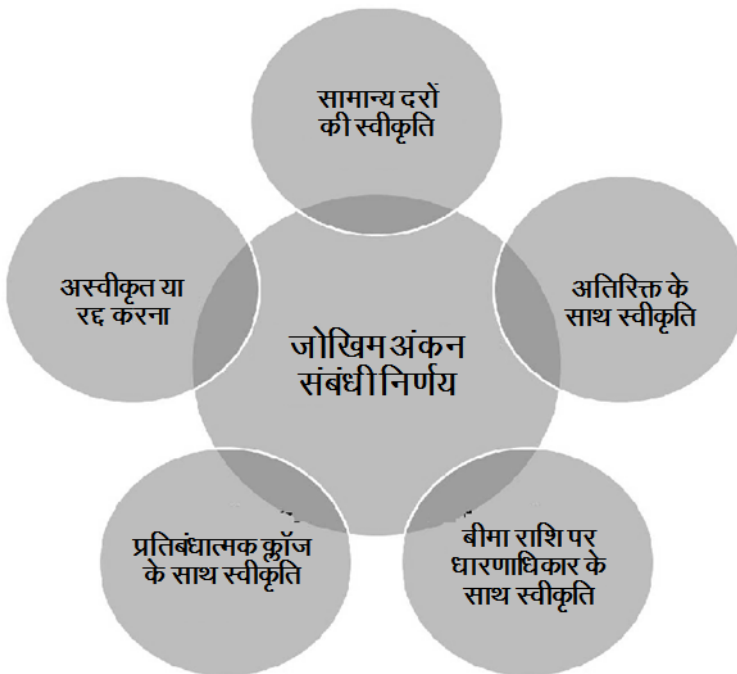 सामान्य दरों
की स्वीकृति
अतिरिक्त के
साथ स्वीकृति
बीमा राशि पर
धारणाधिकार के
साथ स्वीकृति
प्रतिबंधात्मक क्लॉज
के साथ स्वीकृति
अस्वीकृत या
रद्द करना
जोखिम अंकन
संबंधी निर्णय